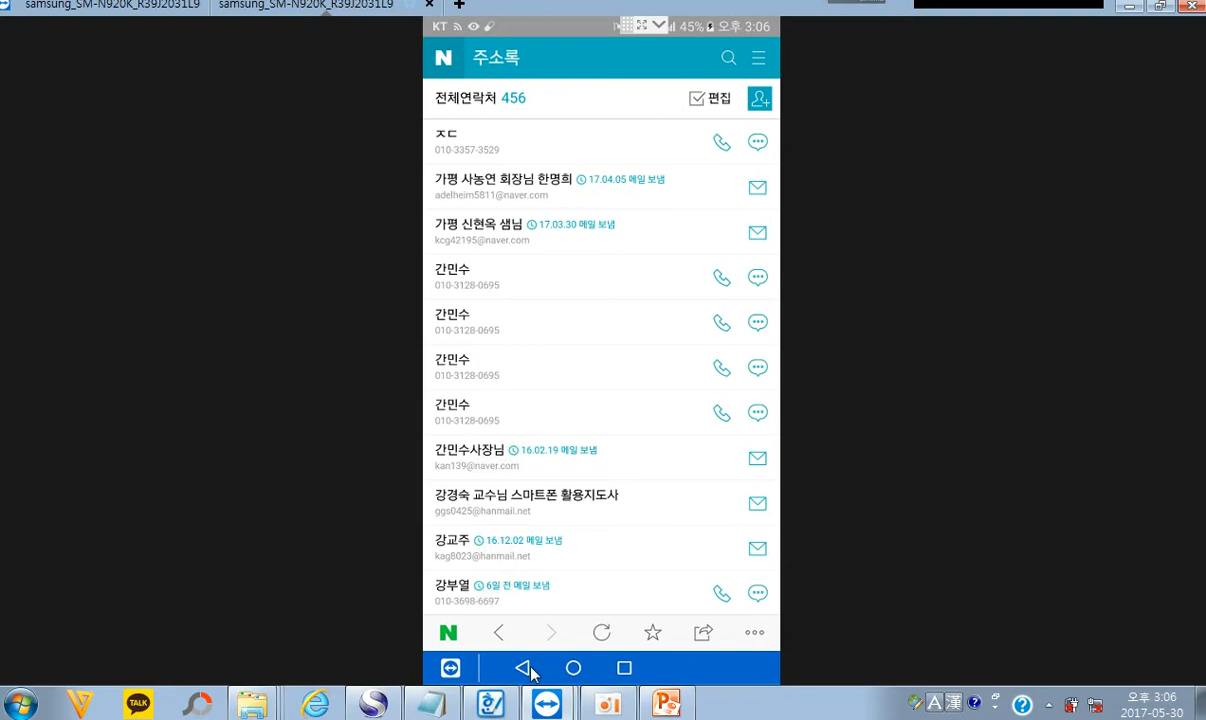 samsung_SM-N920K_R39J2031L9 samsung_SM-N920K_R39J2031L9
KT 45% 오후 3:06
N 주소록
전체연락처 456 편집
ㅈㄷ
010-3357-3529
가평 사농연 회장님 한명희 17.04.05 메일 보냄
adelheim5811@naver.com
가평 신현옥 샘님 17.03.30 메일 보냄
kcg42195@naver.com
간민수
010-3128-0695
간민수
010-3128-0695
간민수
010-3128-0695
간민수
010-3128-0695
간민수사장님 16.02.19 메일 보냄
kan139@naver.com
강경숙 교수님 스마트폰 활용지도사
ggs0425@hanmail.net
강교주 16.12.02 메일 보냄
kag8023@hanmail.net
강부열 6일 전 메일 보냄
010-3698-6697
N
TALK A 漢 오후 3:06
2017-05-30